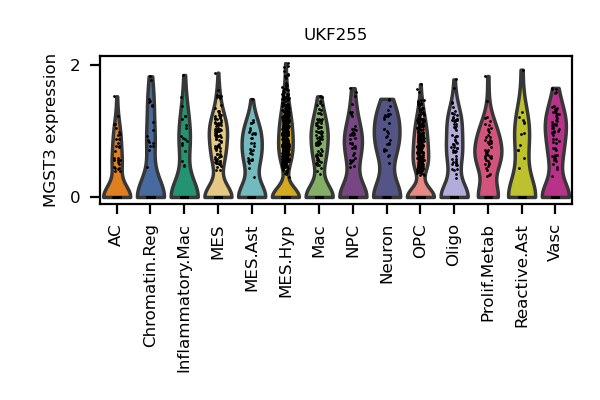 UKF255
MGST3 expression
2
0
AC
Chromatin.Reg
Inflammatory.Mac
MES
MES.Ast
MES.Hyp
Mac
NPC
Neuron
OPC
Oligo
Prolif.Metab
Reactive.Ast
Vasc